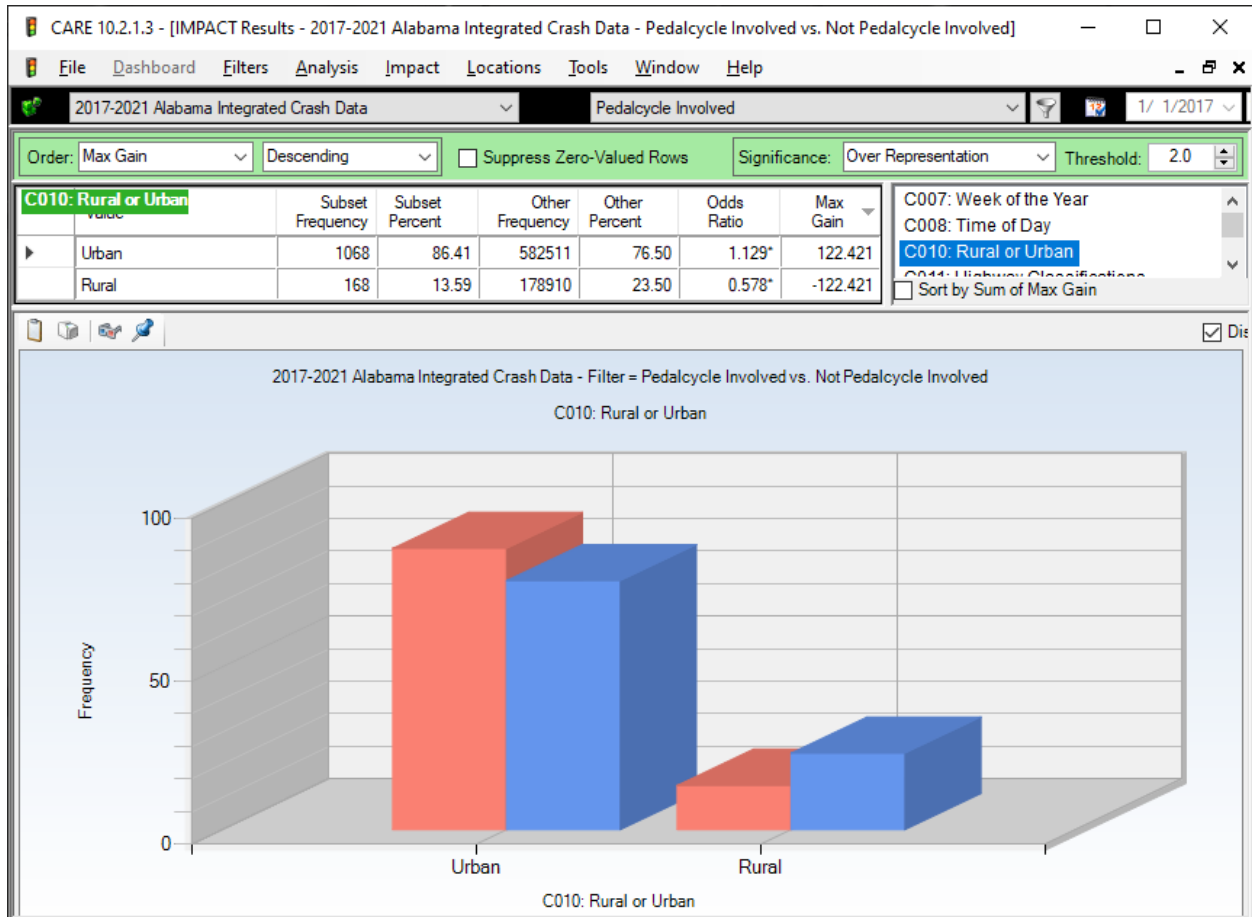 CARE 10.2.1.3 - [IMPACT Results - 2017-2021 Alabama Integrated Crash Data - Pedalcycle Involved vs. Not Pedalcycle Involved]
File Dashboard Filters Analysis Impact Locations Tools Window Help
2017-2021 Alabama Integrated Crash Data Pedalcycle Involved 1/ 1/2017
Order: Max Gain Descending Suppress Zero-Valued Rows Significance: Over Representation Threshold: 2.0
C010: Rural or Urban Subset Frequency Subset Percent Other Frequency Other Percent Odds Ratio Max Gain
Urban 1068 86.41 582511 76.50 1.129* 122.421
Rural 168 13.59 178910 23.50 0.578* -122.421
C007: Week of the Year
C008: Time of Day
C010: Rural or Urban
C011: Highway Classifications
Sort by Sum of Max Gain
Dis
2017-2021 Alabama Integrated Crash Data - Filter = Pedalcycle Involved vs. Not Pedalcycle Involved
C010: Rural or Urban
100
50
0
Frequency
Urban Rural
C010: Rural or Urban